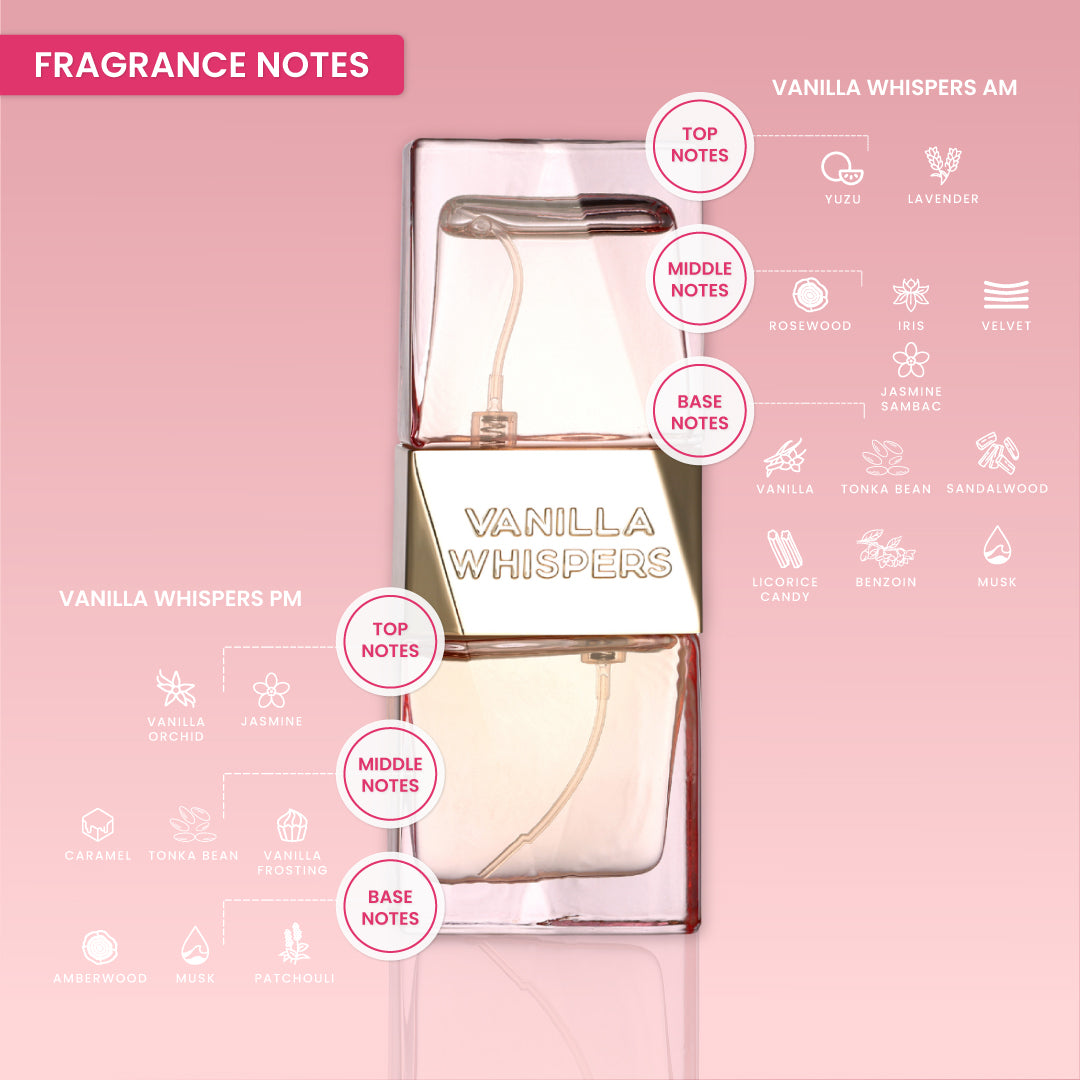 FRAGRANCE NOTES
VANILLA WHISPERS AM
TOP
NOTES
YUZU
LAVENDER
MIDDLE
NOTES
ROSEWOOD
IRIS
VELVET
JASMINE
SAMBAC
BASE
NOTES
VANILLA
TONKA BEAN
SANDALWOOD
LICORICE
CANDY
BENZOIN
MUSK
VANILLA
WHISPERS
VANILLA WHISPERS PM
TOP
NOTES
VANILLA
ORCHID
JASMINE
MIDDLE
NOTES
CARAMEL
TONKA BEAN
VANILLA
FROSTING
BASE
NOTES
AMBERWOOD
MUSK
PATCHOULI